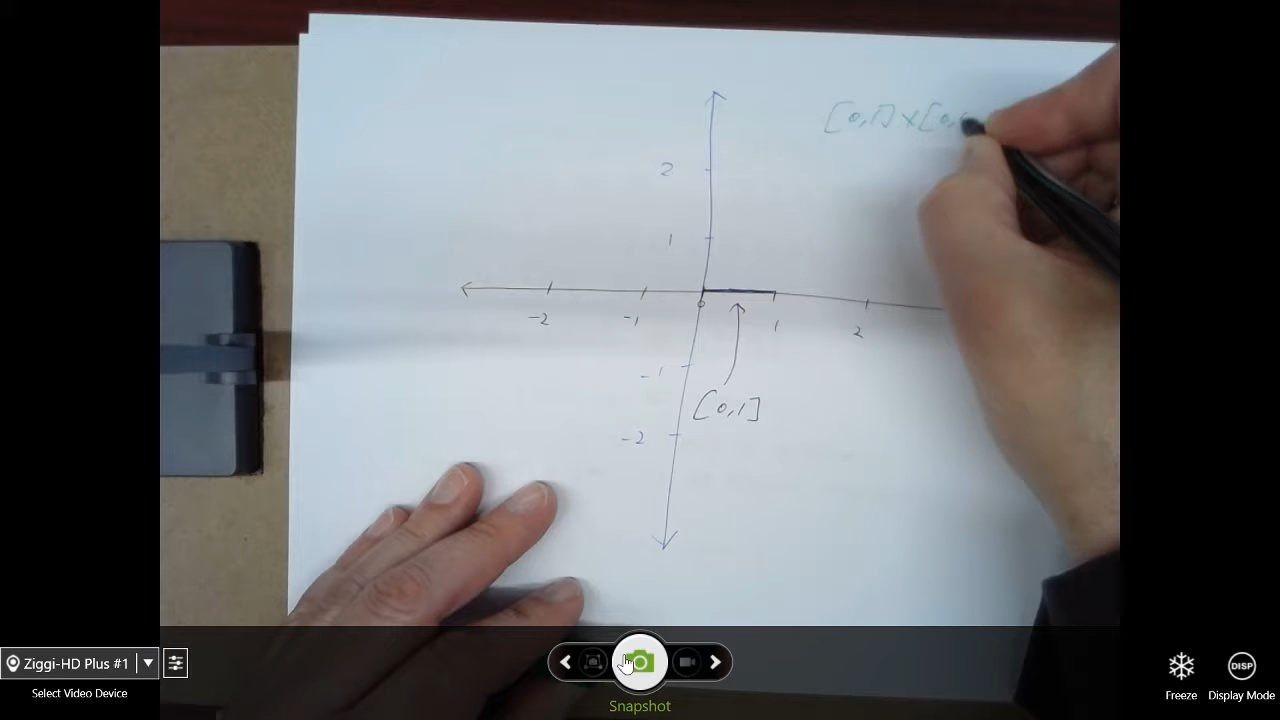 [0,1] x [0,
2
1
-2 -1 0 1 2
-1
[0,1]
-2
Ziggi-HD Plus #1
Select Video Device
Snapshot
Freeze
DISP
Display Mode